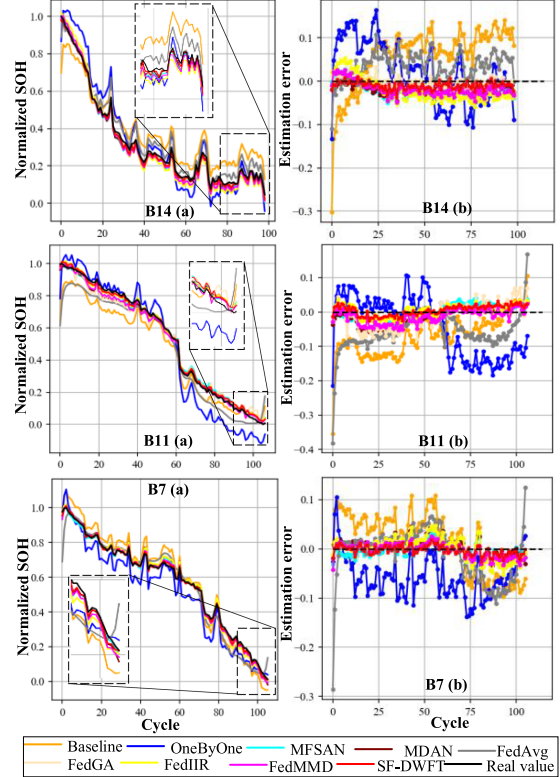 Normalized SOH
1.0
0.8
0.6
0.4
0.2
0.0
0 20 40 60 80 100
B14 (a)
Estimation error
0.1
0.0
−0.1
−0.2
−0.3
0 25 50 75 100
B14 (b)
Normalized SOH
1.0
0.8
0.6
0.4
0.2
0.0
0 20 40 60 80 100
B11 (a)
Estimation error
0.2
0.1
0.0
−0.1
−0.2
−0.3
−0.4
0 25 50 75 100
Cycle
B11 (b)
B7 (a)
Normalized SOH
1.0
0.8
0.6
0.4
0.2
0.0
0 20 40 60 80 100
Cycle
Estimation error
0.1
0.0
−0.1
−0.2
−0.3
0 25 50 75 100
B7 (b)
Baseline OneByOne MFSAN MDAN FedAvg
FedGA FedIIR FedMMD SF-DWFT Real value